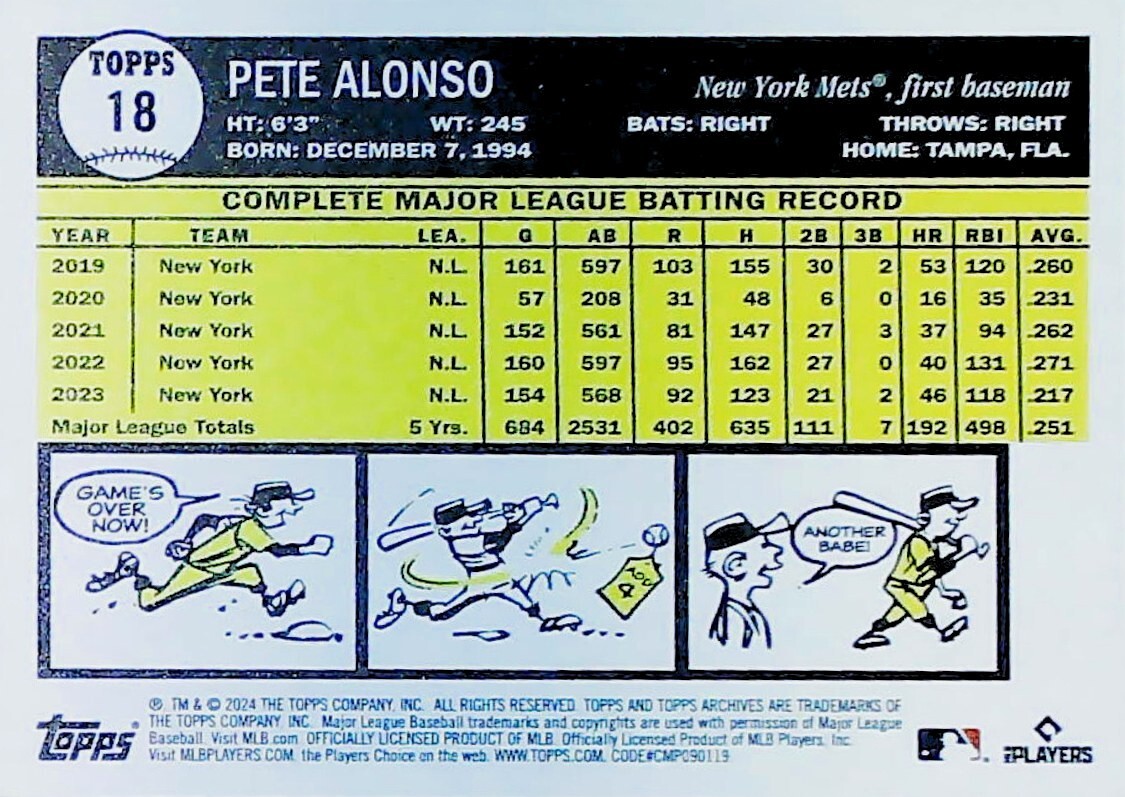 TOPPS
18
PETE ALONSO
New York Mets®, first baseman
HT: 6'3" WT: 245 BATS: RIGHT THROWS: RIGHT
BORN: DECEMBER 7, 1994 HOME: TAMPA, FLA.
COMPLETE MAJOR LEAGUE BATTING RECORD
YEAR TEAM LEA. G AB R H 2B 3B HR RBI AVG.
2019 New York N.L. 161 597 103 155 30 2 53 120 .260
2020 New York N.L. 57 208 31 48 6 0 16 35 .231
2021 New York N.L. 152 561 81 147 27 3 37 94 .262
2022 New York N.L. 160 597 95 162 27 0 40 131 .271
2023 New York N.L. 154 568 92 123 21 2 46 118 .217
Major League Totals 5 Yrs. 684 2531 402 635 111 7 192 498 .251
GAME'S
OVER
NOW!
ADD
4
ANOTHER
BABE!
® TM & © 2024 THE TOPPS COMPANY, INC. ALL RIGHTS RESERVED. TOPPS AND TOPPS ARCHIVES ARE TRADEMARKS OF
THE TOPPS COMPANY, INC. Major League Baseball trademarks and copyrights are used with permission of Major League
Baseball. Visit MLB.com. OFFICIALLY LICENSED PRODUCT OF MLB. Officially Licensed Product of MLB Players, Inc.
Visit MLBPLAYERS.COM, the Players Choice on the web. WWW.TOPPS.COM. CODE#CMP090119
topps®
PLAYERS